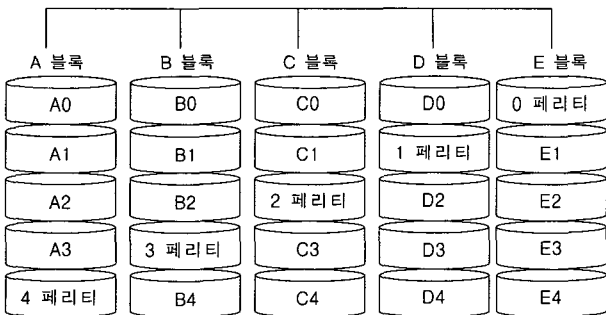 A 블록 B 블록 C 블록 D 블록 E 블록
A0 B0 C0 D0 0 페리티
A1 B1 C1 1 페리티 E1
A2 B2 2 페리티 D2 E2
A3 3 페리티 C3 D3 E3
4 페리티 B4 C4 D4 E4